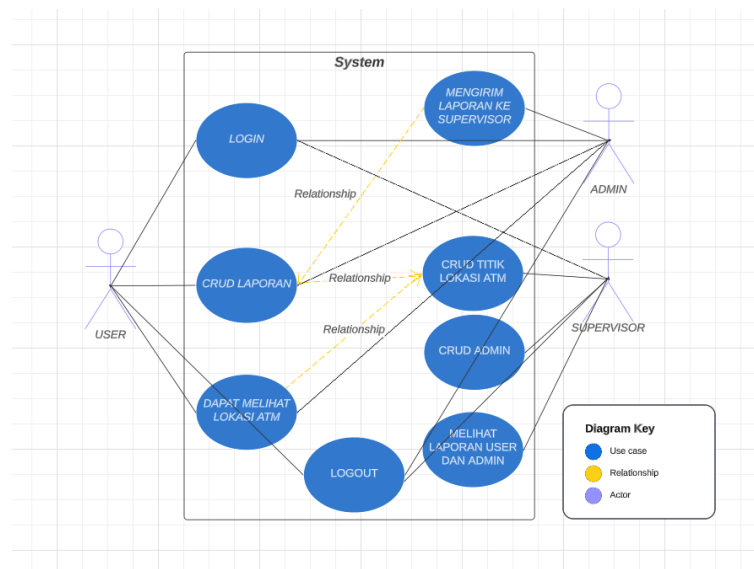 System
MENGIRIM
LAPORAN KE
SUPERVISOR
LOGIN
ADMIN
Relationship
CRUD LAPORAN
Relationship
CRUD TITIK
LOKASI ATM
USER
SUPERVISOR
Relationship
CRUD ADMIN
DAPAT MELIHAT
LOKASI ATM
MELIHAT
LAPORAN USER
DAN ADMIN
LOGOUT
Diagram Key
Use case
Relationship
Actor